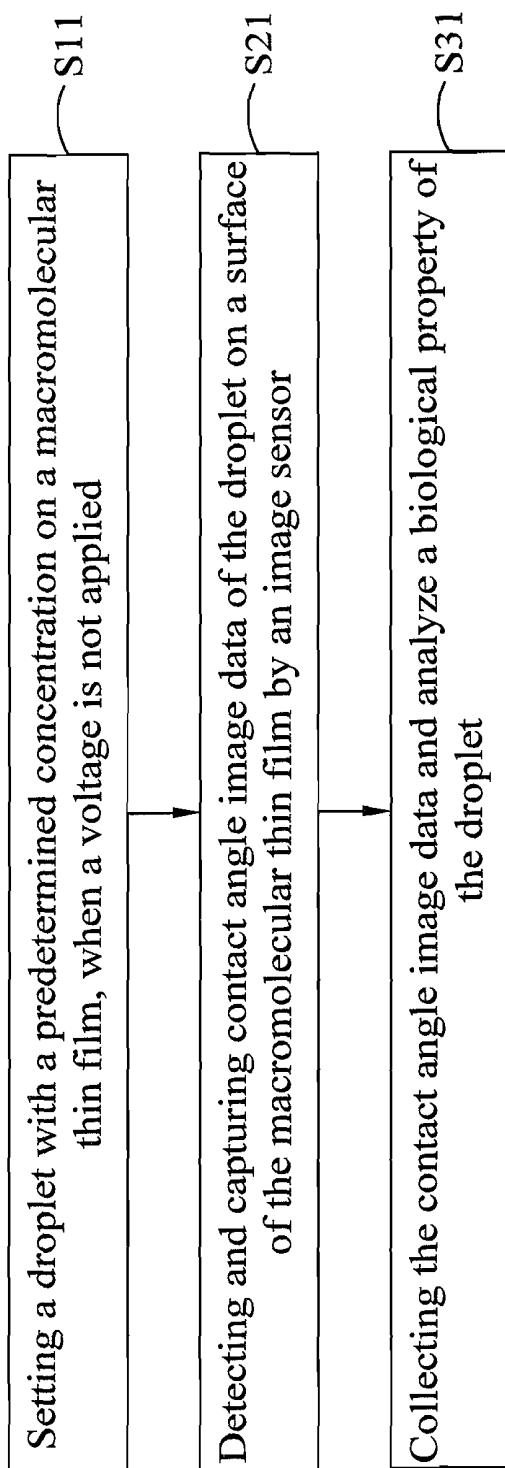 Setting a droplet with a predetermined concentration on a macromolecular
thin film, when a voltage is not applied
S11
Detecting and capturing contact angle image data of the droplet on a surface
of the macromolecular thin film by an image sensor
S21
Collecting the contact angle image data and analyze a biological property of
the droplet
S31